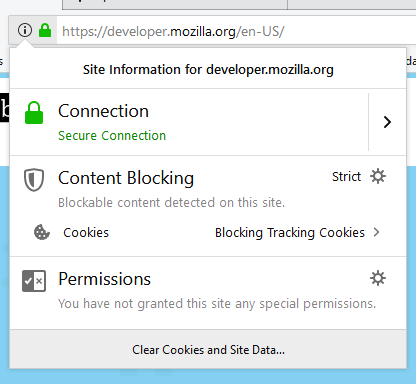 https://developer.mozilla.org/en-US/
Site Information for developer.mozilla.org
Connection
Secure Connection
Content Blocking
Strict
Blockable content detected on this site.
Cookies
Blocking Tracking Cookies
Permissions
You have not granted this site any special permissions.
Clear Cookies and Site Data...